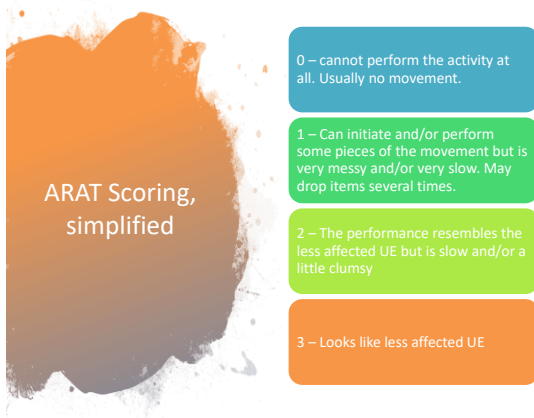 ARAT Scoring,
simplified
0 – cannot perform the activity at
all. Usually no movement.
1 – Can initiate and/or perform
some pieces of the movement but is
very messy and/or very slow. May
drop items several times.
2 – The performance resembles the
less affected UE but is slow and/or a
little clumsy
3 – Looks like less affected UE